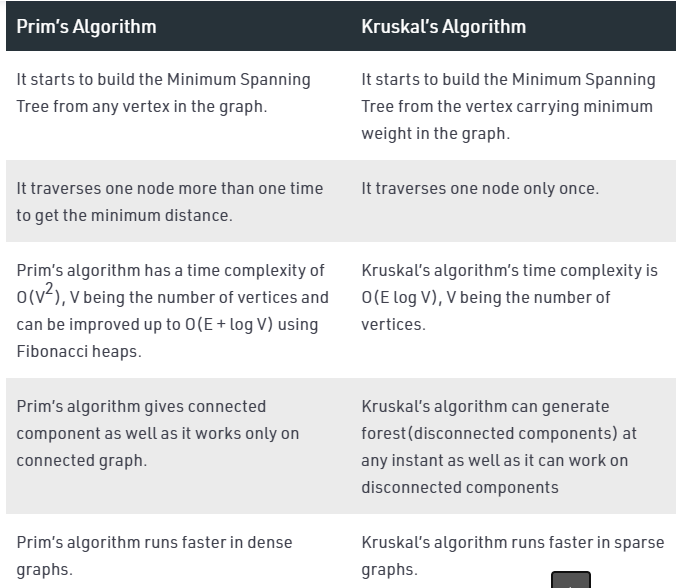 Prim's Algorithm
Kruskal's Algorithm
It starts to build the Minimum Spanning
Tree from any vertex in the graph.
It starts to build the Minimum Spanning
Tree from the vertex carrying minimum
weight in the graph.
It traverses one node more than one time
to get the minimum distance.
It traverses one node only once.
Prim's algorithm has a time complexity of
O(V²), V being the number of vertices and
can be improved up to O(E + log V) using
Fibonacci heaps.
Kruskal's algorithm's time complexity is
O(E log V), V being the number of
vertices.
Prim's algorithm gives connected
component as well as it works only on
connected graph.
Kruskal's algorithm can generate
forest(disconnected components) at
any instant as well as it can work on
disconnected components
Prim's algorithm runs faster in dense
graphs.
Kruskal's algorithm runs faster in sparse
graphs.